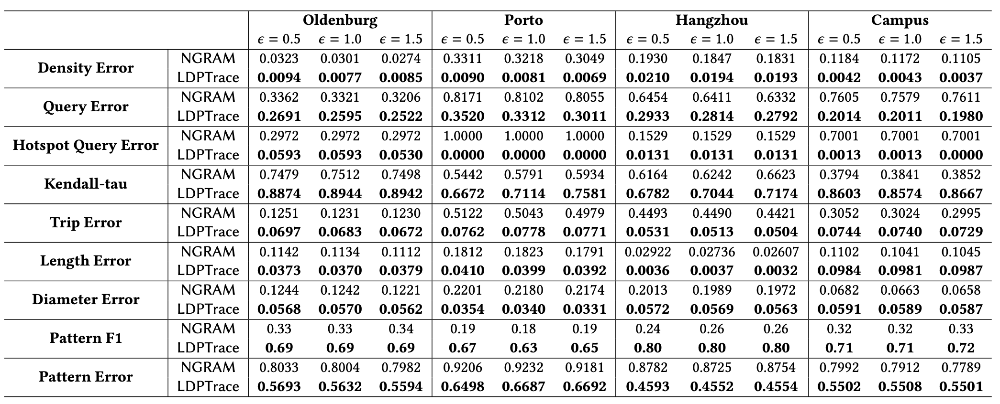 Oldenburg Porto Hangzhou Campus
ϵ = 0.5 ϵ = 1.0 ϵ = 1.5 ϵ = 0.5 ϵ = 1.0 ϵ = 1.5 ϵ = 0.5 ϵ = 1.0 ϵ = 1.5 ϵ = 0.5 ϵ = 1.0 ϵ = 1.5
Density Error
NGRAM 0.0323 0.0301 0.0274 0.3311 0.3218 0.3049 0.1930 0.1847 0.1831 0.1184 0.1172 0.1105
LDPTrace 0.0094 0.0077 0.0085 0.0090 0.0081 0.0069 0.0210 0.0194 0.0193 0.0042 0.0043 0.0037
Query Error
NGRAM 0.3362 0.3321 0.3206 0.8171 0.8102 0.8055 0.6454 0.6411 0.6332 0.7605 0.7579 0.7611
LDPTrace 0.2691 0.2595 0.2522 0.3520 0.3312 0.3011 0.2933 0.2814 0.2792 0.2014 0.2011 0.1980
Hotspot Query Error
NGRAM 0.2972 0.2972 0.2972 1.0000 1.0000 1.0000 0.1529 0.1529 0.1529 0.7001 0.7001 0.7001
LDPTrace 0.0593 0.0593 0.0530 0.0000 0.0000 0.0000 0.0131 0.0131 0.0131 0.0013 0.0013 0.0000
Kendall-tau
NGRAM 0.7479 0.7512 0.7498 0.5442 0.5791 0.5934 0.6164 0.6242 0.6623 0.3794 0.3841 0.3852
LDPTrace 0.8874 0.8944 0.8942 0.6672 0.7114 0.7581 0.6782 0.7044 0.7174 0.8603 0.8574 0.8667
Trip Error
NGRAM 0.1251 0.1231 0.1230 0.5122 0.5043 0.4979 0.4493 0.4490 0.4421 0.3052 0.3024 0.2995
LDPTrace 0.0697 0.0683 0.0672 0.0762 0.0778 0.0771 0.0531 0.0513 0.0504 0.0744 0.0740 0.0729
Length Error
NGRAM 0.1142 0.1134 0.1112 0.1812 0.1823 0.1791 0.02922 0.02736 0.02607 0.1102 0.1041 0.1045
LDPTrace 0.0373 0.0370 0.0379 0.0410 0.0399 0.0392 0.0036 0.0037 0.0032 0.0984 0.0981 0.0987
Diameter Error
NGRAM 0.1244 0.1242 0.1221 0.2201 0.2180 0.2174 0.2013 0.1989 0.1972 0.0682 0.0663 0.0658
LDPTrace 0.0568 0.0570 0.0562 0.0354 0.0340 0.0331 0.0572 0.0569 0.0563 0.0591 0.0589 0.0587
Pattern F1
NGRAM 0.33 0.33 0.34 0.19 0.18 0.19 0.24 0.26 0.26 0.32 0.32 0.33
LDPTrace 0.69 0.69 0.69 0.67 0.63 0.65 0.80 0.80 0.80 0.71 0.71 0.72
Pattern Error
NGRAM 0.8033 0.8004 0.7982 0.9206 0.9232 0.9181 0.8782 0.8725 0.8754 0.7992 0.7912 0.7789
LDPTrace 0.5693 0.5632 0.5594 0.6498 0.6687 0.6692 0.4593 0.4552 0.4554 0.5502 0.5508 0.5501